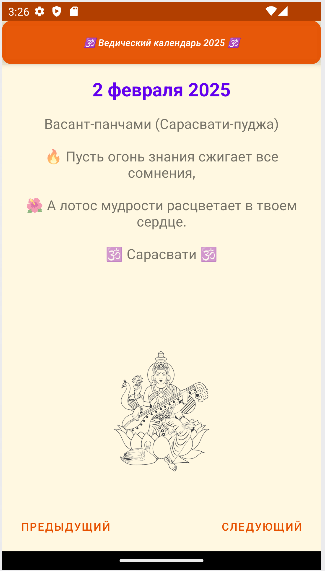 3:26
🕉 Ведический календарь 2025 🕉
2 февраля 2025
Васант-панчами (Сарасвати-пуджа)
🔥 Пусть огонь знания сжигает все
сомнения,
🌺 А лотос мудрости расцветает в твоем
сердце.
🕉 Сарасвати 🕉
ПРЕДЫДУЩИЙ
СЛЕДУЮЩИЙ